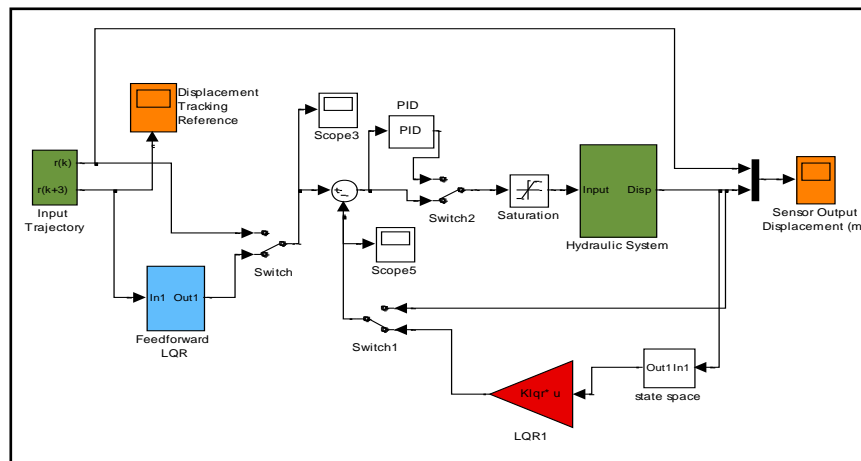 Displacement
Tracking
Reference
Scope3
PID
PID
r(k)
r(k+3)
Input
Trajectory
Switch
Switch2
Saturation
Input Disp
Hydraulic System
Sensor Output
Displacement (m
Scope5
In1 Out1
Feedforward
LQR
Switch1
Out1 In1
state space
Klqr* u
LQR1